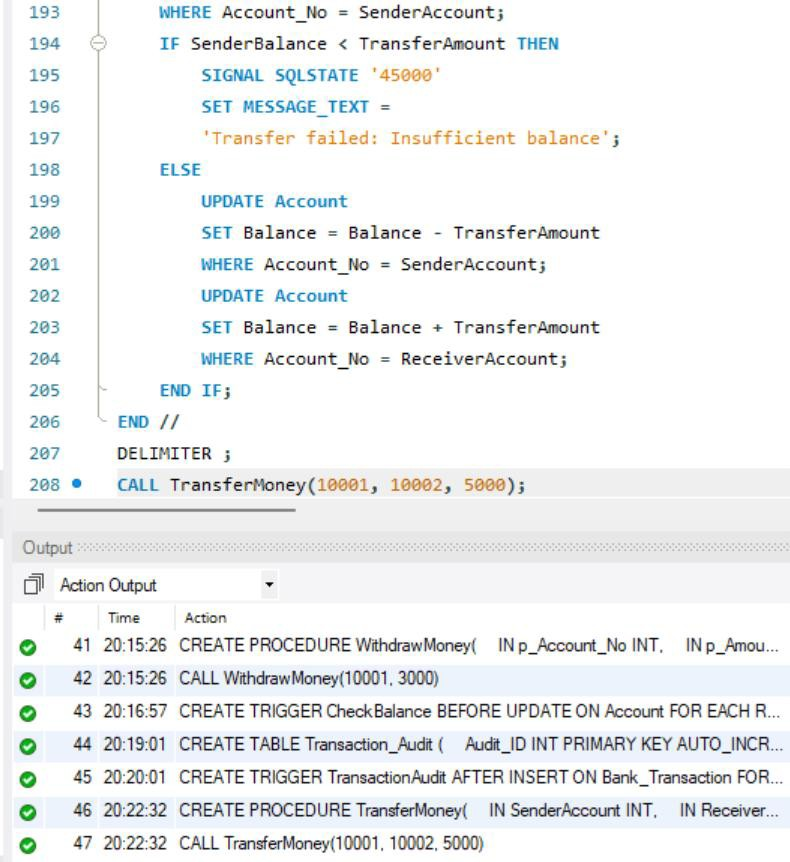 193 WHERE Account_No = SenderAccount;
194 IF SenderBalance < TransferAmount THEN
195 SIGNAL SQLSTATE '45000'
196 SET MESSAGE_TEXT =
197 'Transfer failed: Insufficient balance';
198 ELSE
199 UPDATE Account
200 SET Balance = Balance - TransferAmount
201 WHERE Account_No = SenderAccount;
202 UPDATE Account
203 SET Balance = Balance + TransferAmount
204 WHERE Account_No = ReceiverAccount;
205 END IF;
206 END //
207 DELIMITER ;
208 CALL TransferMoney(10001, 10002, 5000);
Output
Action Output
# Time Action
41 20:15:26 CREATE PROCEDURE WithdrawMoney( IN p_Account_No INT, IN p_Amou...
42 20:15:26 CALL WithdrawMoney(10001, 3000)
43 20:16:57 CREATE TRIGGER CheckBalance BEFORE UPDATE ON Account FOR EACH R...
44 20:19:01 CREATE TABLE Transaction_Audit ( Audit_ID INT PRIMARY KEY AUTO_INCR...
45 20:20:01 CREATE TRIGGER TransactionAudit AFTER INSERT ON Bank_Transaction FOR...
46 20:22:32 CREATE PROCEDURE TransferMoney( IN SenderAccount INT, IN Receiver...
47 20:22:32 CALL TransferMoney(10001, 10002, 5000)